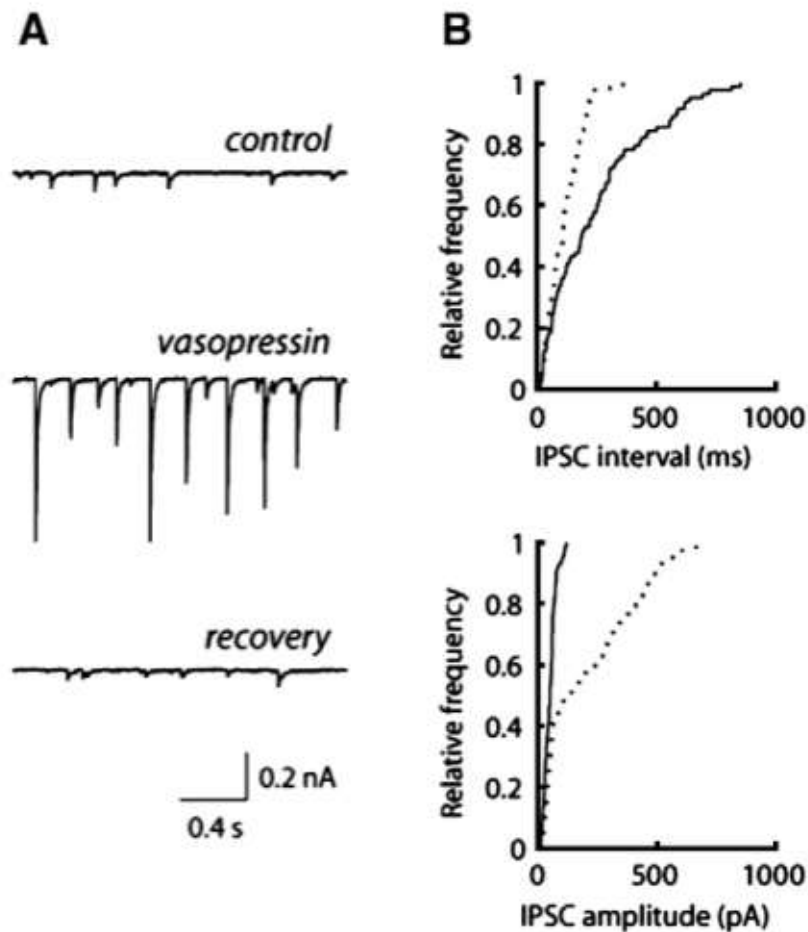 A
control
vasopressin
recovery
0.2 nA
0.4 s
B
1
0.8
0.6
0.4
0.2
0
Relative frequency
0 500 1000
IPSC interval (ms)
1
0.8
0.6
0.4
0.2
0
Relative frequency
0 500 1000
IPSC amplitude (pA)